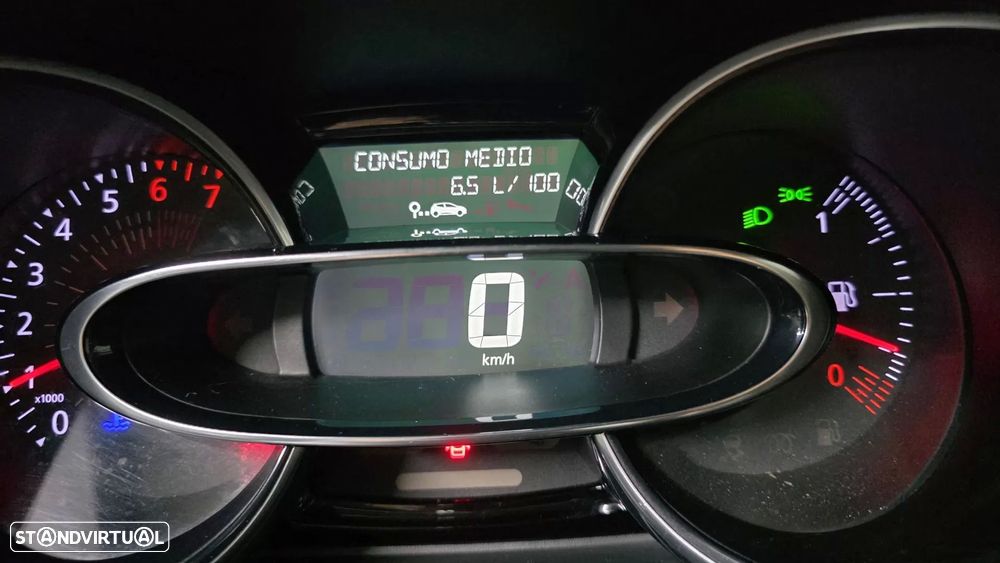 CONSUMO MEDIO
6.5 L/100
7
6
5
4
3
2
1
x1000
0
0
km/h
1
0
STANDVIRTUAL